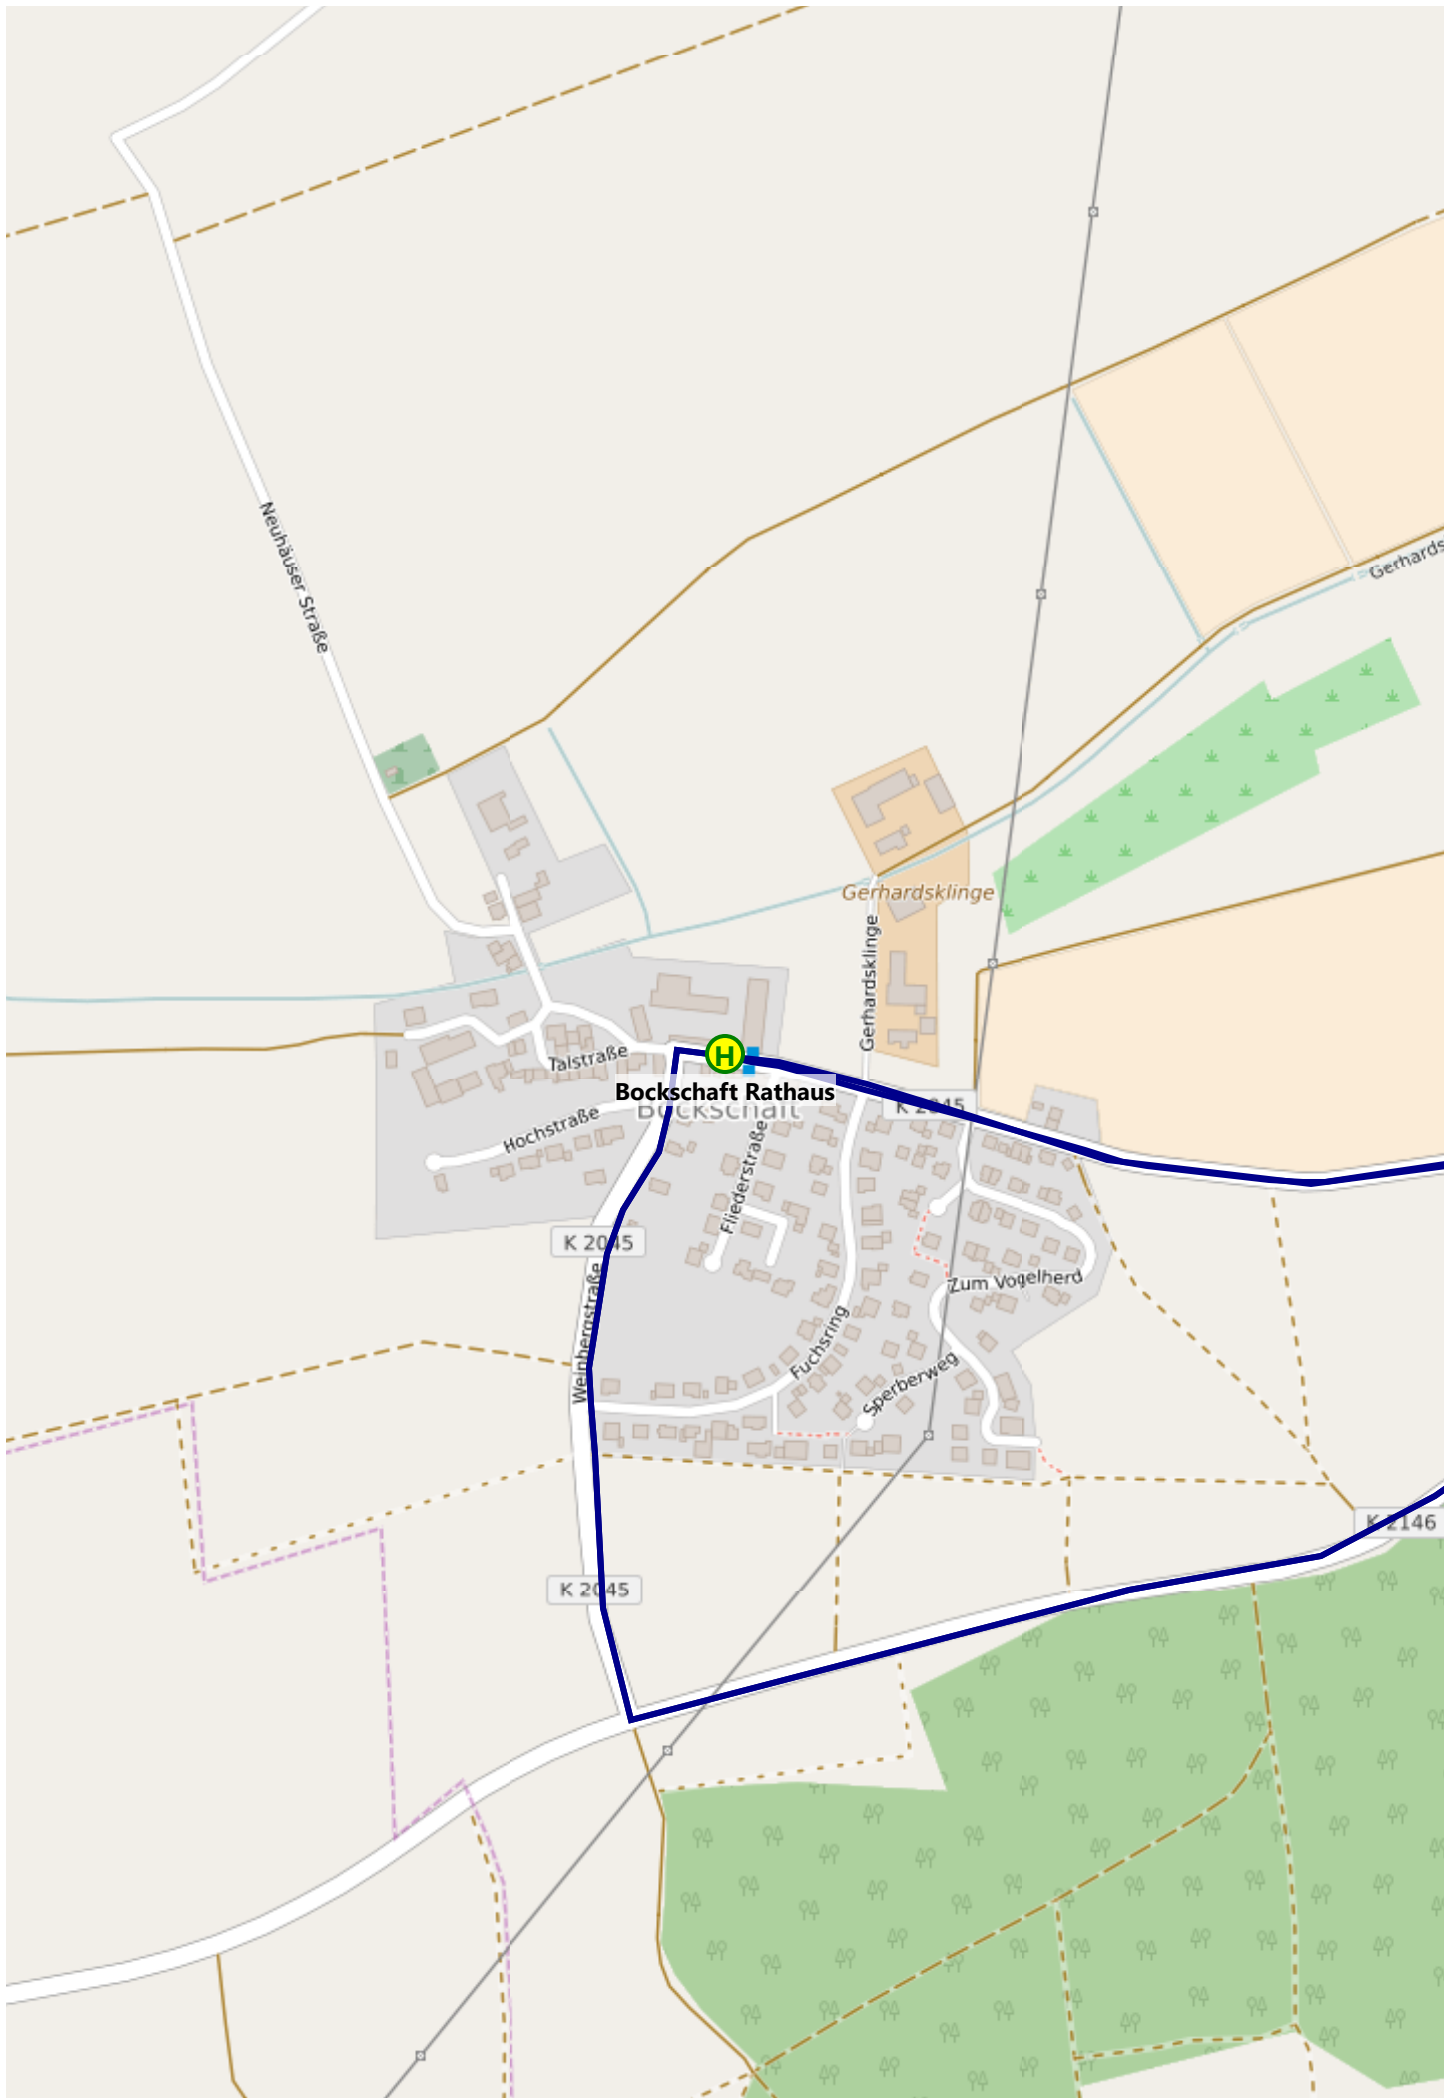 Neuhäuser Straße
Gerhards
Gerhardsklinge
Gerhardsklinge
H
Talstraße
Bockschaft Rathaus
K 2045
Bockschaft
Hochstraße
Fliederstraße
K 2045
Zum Vogelherd
Weinbergstraße
Fuchsring
Sperberweg
K 2146
K 2045